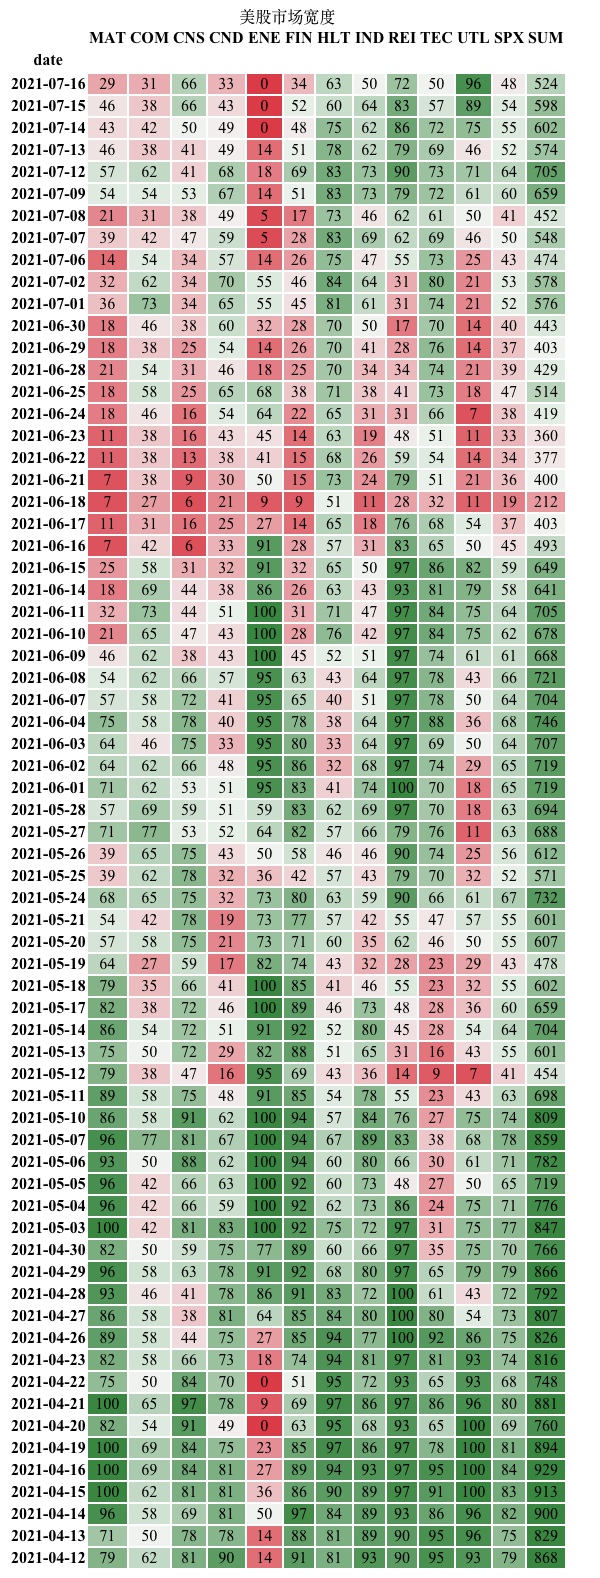 美股市场宽度
MAT COM CNS CND ENE FIN HLT IND REI TEC UTL SPX SUM
date
2021-07-16 29 31 66 33 0 34 63 50 72 50 96 48 524
2021-07-15 46 38 66 43 0 52 60 64 83 57 89 54 598
2021-07-14 43 42 50 49 0 48 75 62 86 72 75 55 602
2021-07-13 46 38 41 49 14 51 78 62 79 69 46 52 574
2021-07-12 57 62 41 68 18 69 83 73 90 73 71 64 705
2021-07-09 54 54 53 67 14 51 83 73 79 72 61 60 659
2021-07-08 21 31 38 49 5 17 73 46 62 61 50 41 452
2021-07-07 39 42 47 59 5 28 83 69 62 69 46 50 548
2021-07-06 14 54 34 57 14 26 75 47 55 73 25 43 474
2021-07-02 32 62 34 70 55 46 84 64 31 80 21 53 578
2021-07-01 36 73 34 65 55 45 81 61 31 74 21 52 576
2021-06-30 18 46 38 60 32 28 70 50 17 70 14 40 443
2021-06-29 18 38 25 54 14 26 70 41 28 76 14 37 403
2021-06-28 21 54 31 46 18 25 70 34 34 74 21 39 429
2021-06-25 18 58 25 65 68 38 71 38 41 73 18 47 514
2021-06-24 18 46 16 54 64 22 65 31 31 66 7 38 419
2021-06-23 11 38 16 43 45 14 63 19 48 51 11 33 360
2021-06-22 11 38 13 38 41 15 68 26 59 54 14 34 377
2021-06-21 7 38 9 30 50 15 73 24 79 51 21 36 400
2021-06-18 7 27 6 21 9 9 51 11 28 32 11 19 212
2021-06-17 11 31 16 25 27 14 65 18 76 68 54 37 403
2021-06-16 7 42 6 33 91 28 57 31 83 65 50 45 493
2021-06-15 25 58 31 32 91 32 65 50 97 86 82 59 649
2021-06-14 18 69 44 38 86 26 63 43 93 81 79 58 641
2021-06-11 32 73 44 51 100 31 71 47 97 84 75 64 705
2021-06-10 21 65 47 43 100 28 76 42 97 84 75 62 678
2021-06-09 46 62 38 43 100 45 52 51 97 74 61 61 668
2021-06-08 54 62 66 57 95 63 43 64 97 78 43 66 721
2021-06-07 57 58 72 41 95 65 40 51 97 78 50 64 704
2021-06-04 75 58 78 40 95 78 38 64 97 88 36 68 746
2021-06-03 64 46 75 33 95 80 33 64 97 69 50 64 707
2021-06-02 64 62 66 48 95 86 32 68 97 74 29 65 719
2021-06-01 71 62 53 51 95 83 41 74 100 70 18 65 719
2021-05-28 57 69 59 51 59 83 62 69 97 70 18 63 694
2021-05-27 71 77 53 52 64 82 57 66 79 76 11 63 688
2021-05-26 39 65 75 43 50 58 46 46 90 74 25 56 612
2021-05-25 39 62 78 32 36 42 57 43 79 70 32 52 571
2021-05-24 68 65 75 32 73 80 63 59 90 66 61 67 732
2021-05-21 54 42 78 19 73 77 57 42 55 47 57 55 601
2021-05-20 57 58 75 21 73 71 60 35 62 46 50 55 607
2021-05-19 64 27 59 17 82 74 43 32 28 23 29 43 478
2021-05-18 79 35 66 41 100 85 41 46 55 23 32 55 602
2021-05-17 82 38 72 46 100 89 46 73 48 28 36 60 659
2021-05-14 86 54 72 51 91 92 52 80 45 28 54 64 704
2021-05-13 75 50 72 29 82 88 51 65 31 16 43 55 601
2021-05-12 79 38 47 16 95 69 43 36 14 9 7 41 454
2021-05-11 89 58 75 48 91 85 54 78 55 23 43 63 698
2021-05-10 86 58 91 62 100 94 57 84 76 27 75 74 809
2021-05-07 96 77 81 67 100 94 67 89 83 38 68 78 859
2021-05-06 93 50 88 62 100 94 60 80 66 30 61 71 782
2021-05-05 96 42 66 63 100 92 60 73 48 27 50 65 719
2021-05-04 96 42 66 59 100 92 62 73 86 24 75 71 776
2021-05-03 100 42 81 83 100 92 75 72 97 31 75 77 847
2021-04-30 82 50 59 75 77 89 60 66 97 35 75 70 766
2021-04-29 96 58 63 78 91 92 68 80 97 65 79 79 866
2021-04-28 93 46 41 78 86 91 83 72 100 61 43 72 792
2021-04-27 86 58 38 81 64 85 84 80 100 80 54 73 807
2021-04-26 89 58 44 75 27 85 94 77 100 92 86 75 826
2021-04-23 82 58 66 73 18 74 94 81 97 81 93 74 816
2021-04-22 75 50 84 70 0 51 95 72 93 65 93 68 748
2021-04-21 100 65 97 78 9 69 97 86 97 86 96 80 881
2021-04-20 82 54 91 49 0 63 95 68 93 65 100 69 760
2021-04-19 100 69 84 75 23 85 97 86 97 78 100 81 894
2021-04-16 100 69 84 81 27 89 94 93 97 95 100 84 929
2021-04-15 100 62 81 81 36 86 90 89 97 91 100 83 913
2021-04-14 96 58 69 81 50 97 84 89 93 86 96 82 900
2021-04-13 71 50 78 78 14 88 81 89 90 95 96 75 829
2021-04-12 79 62 81 90 14 91 81 93 90 95 93 79 868